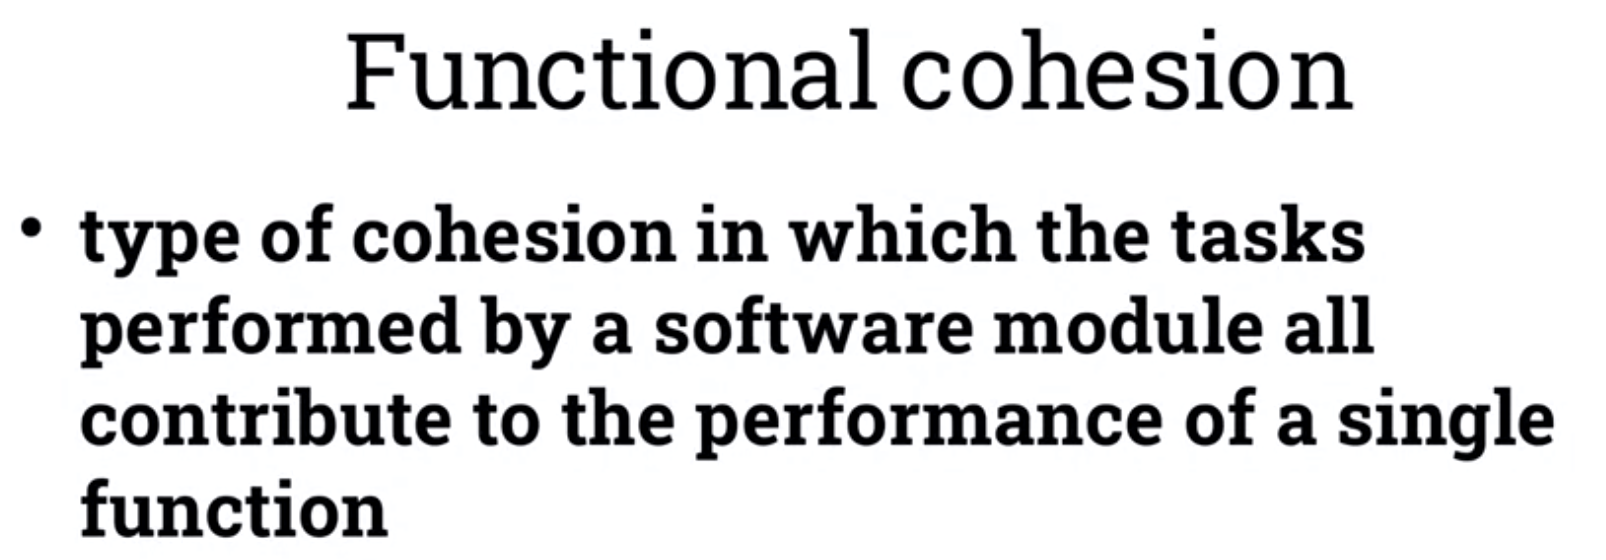 Functional cohesion
• type of cohesion in which the tasks
performed by a software module all
contribute to the performance of a single
function